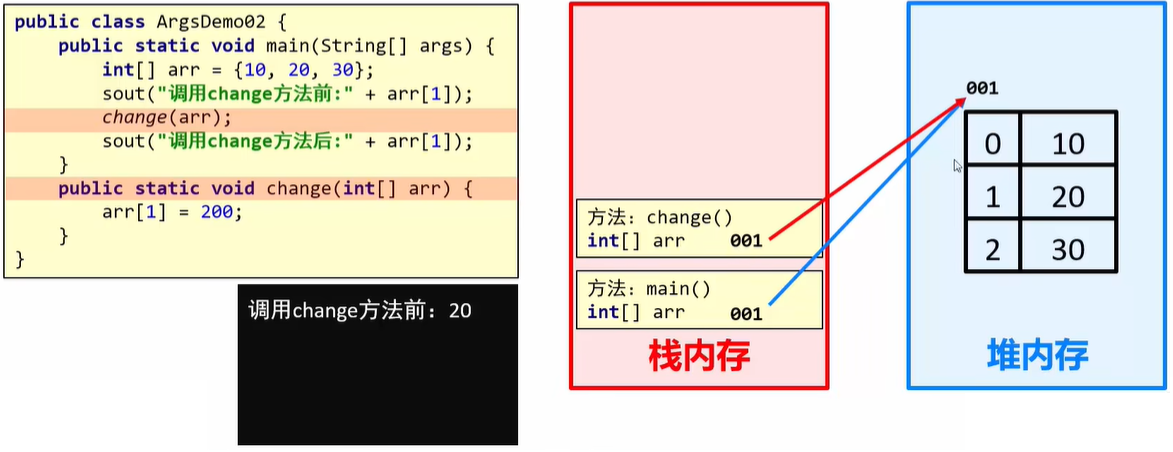 public class ArgsDemo02 {
public static void main(String[] args) {
int[] arr = {10, 20, 30};
sout("调用change方法前:" + arr[1]);
change(arr);
sout("调用change方法后:" + arr[1]);
}
public static void change(int[] arr) {
arr[1] = 200;
}
}
调用change方法前：20
方法：change()
int[] arr 001
方法：main()
int[] arr 001
栈内存
001
0 10
1 20
2 30
堆内存